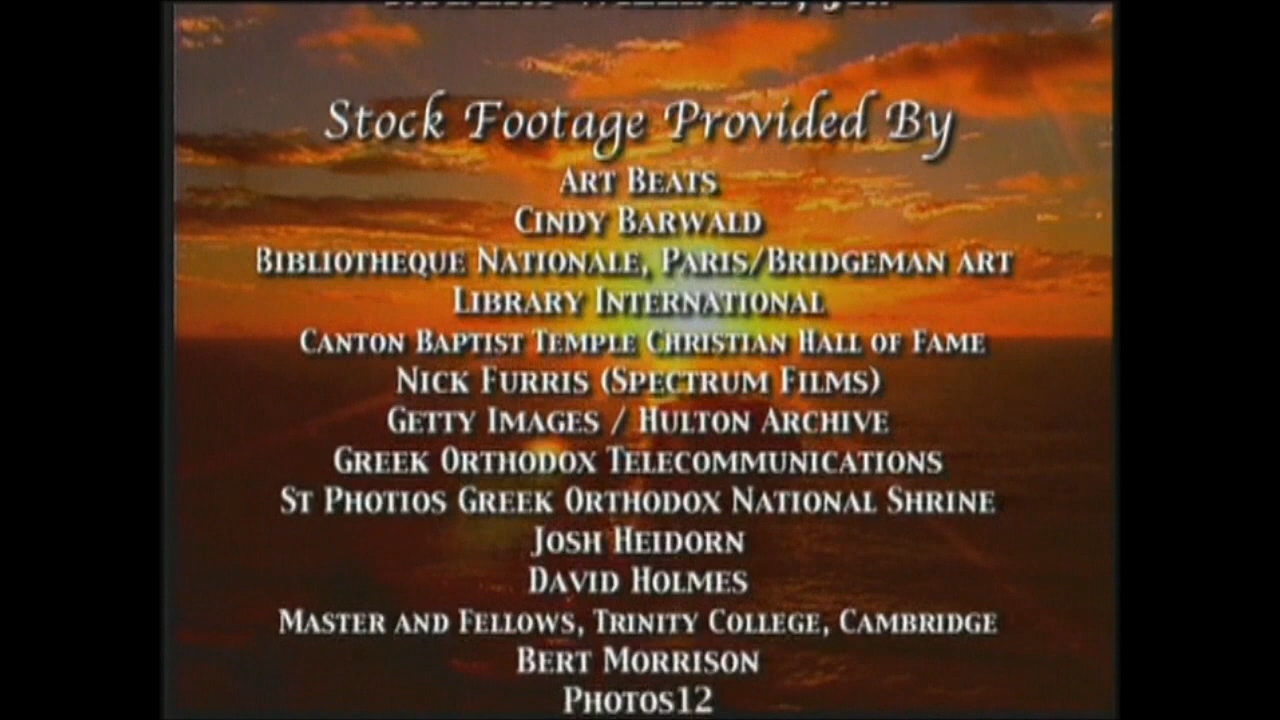 Stock Footage Provided By
Art Beats
Cindy Barwald
Bibliotheque Nationale, Paris/Bridgeman Art
Library International
Canton Baptist Temple Christian Hall of Fame
Nick Furris (Spectrum Films)
Getty Images / Hulton Archive
Greek Orthodox Telecommunications
St Photios Greek Orthodox National Shrine
Josh Heidorn
David Holmes
Master and Fellows, Trinity College, Cambridge
Bert Morrison
Photos12